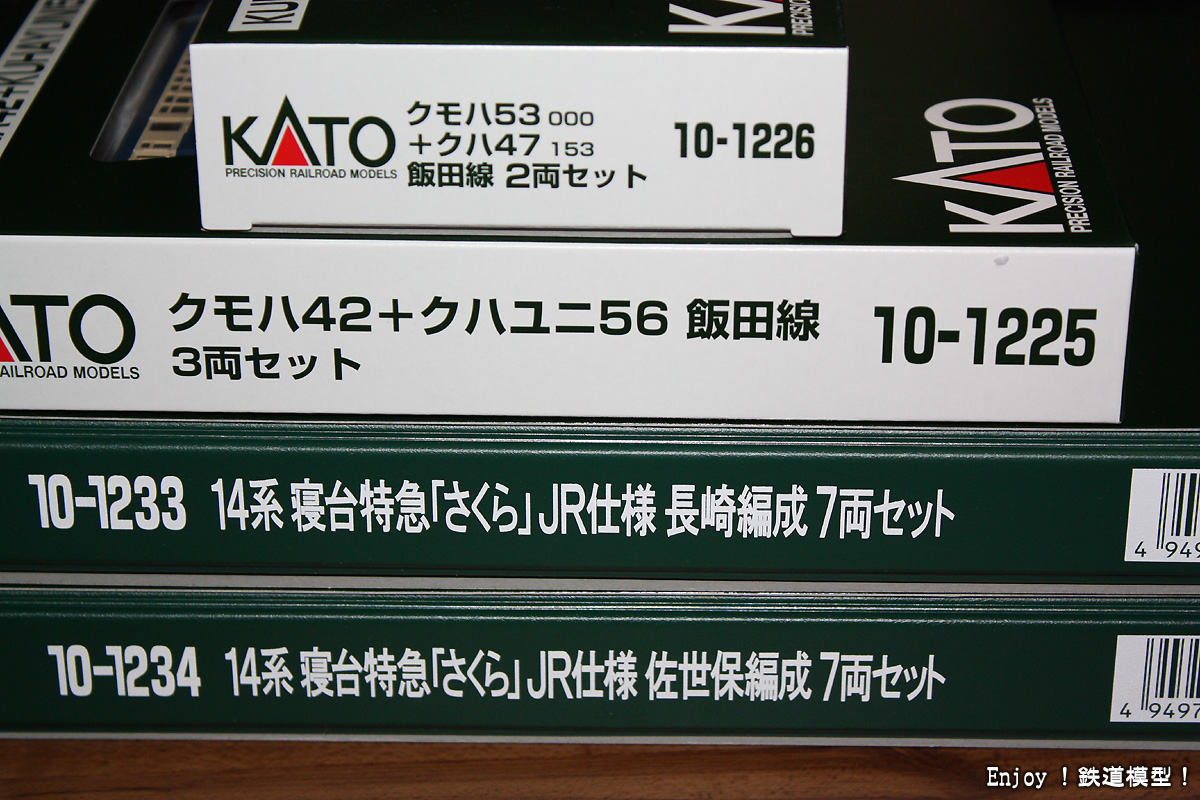 KATO
PRECISION RAILROAD MODELS
クモハ53 000
+クハ47 153
飯田線 2両セット
10-1226
KATO
PRECISION RAILROAD MODELS
KATO
RAILROAD MODELS
クモハ42+クハユニ56 飯田線
3両セット
10-1225
10-1233 14系 寝台特急「さくら」JR仕様 長崎編成 7両セット
10-1234 14系 寝台特急「さくら」JR仕様 佐世保編成 7両セット
Enjoy！鉄道模型！